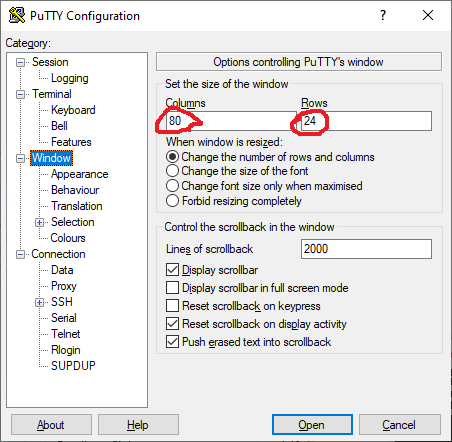 PuTTY Configuration
Category:
Session
Logging
Terminal
Keyboard
Bell
Features
Window
Appearance
Behaviour
Translation
Selection
Colours
Connection
Data
Proxy
SSH
Serial
Telnet
Rlogin
SUPDUP
Options controlling PuTTY's window
Set the size of the window
Columns Rows
80 24
When window is resized:
Change the number of rows and columns
Change the size of the font
Change font size only when maximised
Forbid resizing completely
Control the scrollback in the window
Lines of scrollback 2000
Display scrollbar
Display scrollbar in full screen mode
Reset scrollback on keypress
Reset scrollback on display activity
Push erased text into scrollback
About Help Open Cancel